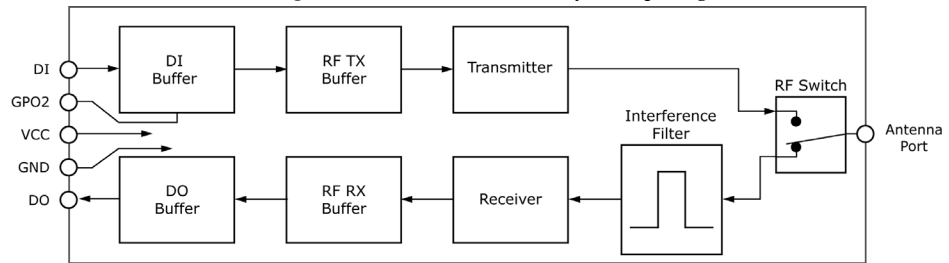 DI
GPO2
VCC
GND
DO
DI
Buffer
RF TX
Buffer
Transmitter
RF Switch
Interference
Filter
Antenna
Port
DO
Buffer
RF RX
Buffer
Receiver